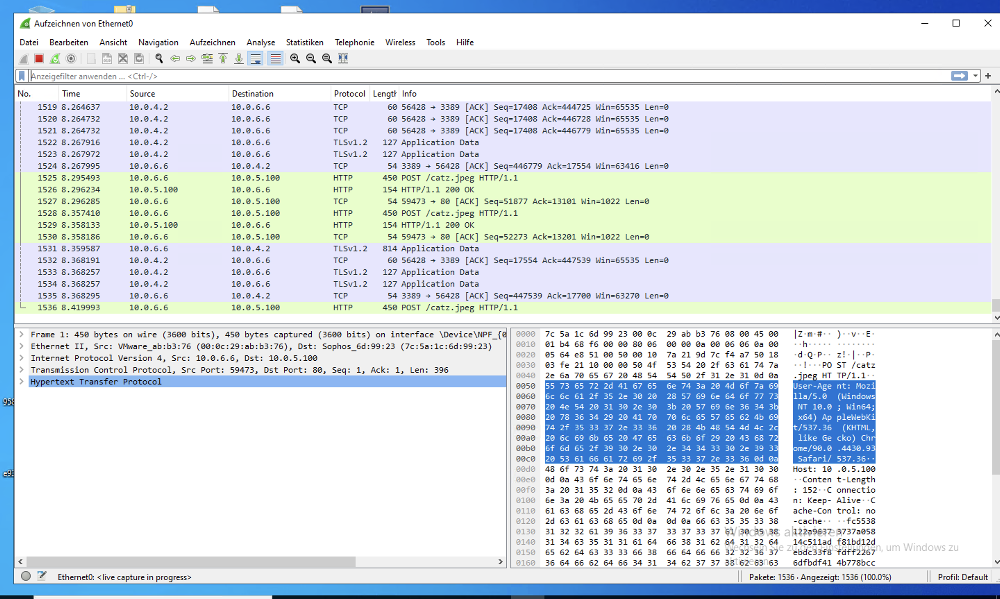 Aufzeichnen von Ethernet0
Datei Bearbeiten Ansicht Navigation Aufzeichnen Analyse Statistiken Telephonie Wireless Tools Hilfe
Anzeigefilter anwenden ... <Ctrl-/>
No. Time Source Destination Protocol Length Info
1519 8.264637 10.0.4.2 10.0.6.6 TCP 60 56428 → 3389 [ACK] Seq=17408 Ack=444725 Win=65535 Len=0
1520 8.264732 10.0.4.2 10.0.6.6 TCP 60 56428 → 3389 [ACK] Seq=17408 Ack=446728 Win=65535 Len=0
1521 8.264732 10.0.4.2 10.0.6.6 TCP 60 56428 → 3389 [ACK] Seq=17408 Ack=446779 Win=65535 Len=0
1522 8.267916 10.0.4.2 10.0.6.6 TLSv1.2 127 Application Data
1523 8.267972 10.0.4.2 10.0.6.6 TLSv1.2 127 Application Data
1524 8.267995 10.0.6.6 10.0.4.2 TCP 54 3389 → 56428 [ACK] Seq=446779 Ack=17554 Win=63416 Len=0
1525 8.295493 10.0.6.6 10.0.5.100 HTTP 450 POST /catz.jpeg HTTP/1.1
1526 8.296234 10.0.5.100 10.0.6.6 HTTP 154 HTTP/1.1 200 OK
1527 8.296285 10.0.6.6 10.0.5.100 TCP 54 59473 → 80 [ACK] Seq=51877 Ack=13101 Win=1022 Len=0
1528 8.357410 10.0.6.6 10.0.5.100 HTTP 450 POST /catz.jpeg HTTP/1.1
1529 8.358133 10.0.5.100 10.0.6.6 HTTP 154 HTTP/1.1 200 OK
1530 8.358186 10.0.6.6 10.0.5.100 TCP 54 59473 → 80 [ACK] Seq=52273 Ack=13201 Win=1022 Len=0
1531 8.359587 10.0.6.6 10.0.4.2 TLSv1.2 814 Application Data
1532 8.368191 10.0.4.2 10.0.6.6 TCP 60 56428 → 3389 [ACK] Seq=17554 Ack=447539 Win=65535 Len=0
1533 8.368257 10.0.4.2 10.0.6.6 TLSv1.2 127 Application Data
1534 8.368257 10.0.4.2 10.0.6.6 TLSv1.2 127 Application Data
1535 8.368295 10.0.6.6 10.0.4.2 TCP 54 3389 → 56428 [ACK] Seq=447539 Ack=17700 Win=63270 Len=0
1536 8.419993 10.0.6.6 10.0.5.100 HTTP 450 POST /catz.jpeg HTTP/1.1
Frame 1: 450 bytes on wire (3600 bits), 450 bytes captured (3600 bits) on interface \Device\NPF_{0
Ethernet II, Src: VMware_ab:b3:76 (00:0c:29:ab:b3:76), Dst: Sophos_6d:99:23 (7c:5a:1c:6d:99:23)
Internet Protocol Version 4, Src: 10.0.6.6, Dst: 10.0.5.100
Transmission Control Protocol, Src Port: 59473, Dst Port: 80, Seq: 1, Ack: 1, Len: 396
Hypertext Transfer Protocol
958
e93
0000 7c 5a 1c 6d 99 23 00 0c 29 ab b3 76 08 00 45 00 |Z·m·#·· )··v··E·
0010 01 b4 68 f6 00 00 80 06 00 00 0a 00 06 06 0a 00 ··h····· ········
0020 05 64 e8 51 00 50 00 10 7a 21 9d 7c f4 a7 50 18 ·d·Q·P·· z!·|··P·
0030 03 fe 21 10 00 00 50 4f 53 54 20 2f 63 61 74 7a ··!···PO ST /catz
0040 2e 6a 70 65 67 20 48 54 54 50 2f 31 2e 31 0d 0a .jpeg HT TP/1.1··
0050 55 73 65 72 2d 41 67 65 6e 74 3a 20 4d 6f 7a 69 User-Age nt: Mozi
0060 6c 6c 61 2f 35 2e 30 20 28 57 69 6e 64 6f 77 73 lla/5.0 (Windows
0070 20 4e 54 20 31 30 2e 30 3b 20 57 69 6e 36 34 3b NT 10.0 ; Win64;
0080 20 78 36 34 29 20 41 70 70 6c 65 57 65 62 4b 69 x64) Ap pleWebKi
0090 74 2f 35 33 37 2e 33 36 20 28 4b 48 54 4d 4c 2c t/537.36 (KHTML,
00a0 20 6c 69 6b 65 20 47 65 63 6b 6f 29 20 43 68 72 like Ge cko) Chr
00b0 6f 6d 65 2f 39 30 2e 30 2e 34 34 33 30 2e 39 33 ome/90.0 .4430.93
00c0 20 53 61 66 61 72 69 2f 35 33 37 2e 33 36 0d 0a Safari/ 537.36··
00d0 48 6f 73 74 3a 20 31 30 2e 30 2e 35 2e 31 30 30 Host: 10 .0.5.100
00e0 0d 0a 43 6f 6e 74 65 6e 74 2d 4c 65 6e 67 74 68 ··Conten t-Length
00f0 3a 20 31 35 32 0d 0a 43 6f 6e 6e 65 63 74 69 6f : 152··C onnectio
0100 6e 3a 20 4b 65 65 70 2d 41 6c 69 76 65 0d 0a 43 n: Keep- Alive··C
0110 61 63 68 65 2d 43 6f 6e 74 72 6f 6c 3a 20 6e 6f ache-Con trol: no
0120 2d 63 61 63 68 65 0d 0a 0d 0a 66 63 35 35 33 38 -cache·· ··fc5538
0130 31 32 32 61 39 36 33 37 33 37 33 37 61 30 35 38 122a9637 3737a058
0140 31 34 63 35 31 31 61 64 66 38 31 62 64 31 32 64 14c511ad f81bd12d
0150 65 62 64 63 33 33 66 38 66 64 66 66 32 32 36 37 ebdc33f8 fdff2267
0160 36 64 66 62 64 66 34 31 34 62 37 37 38 62 63 63 6dfbdf41 4b778bcc
Windows aktivieren
Wechseln Sie zu den Einstellungen, um Windows zu
aktivieren.
Ethernet0: <live capture in progress>
Pakete: 1536 · Angezeigt: 1536 (100.0%)
Profil: Default